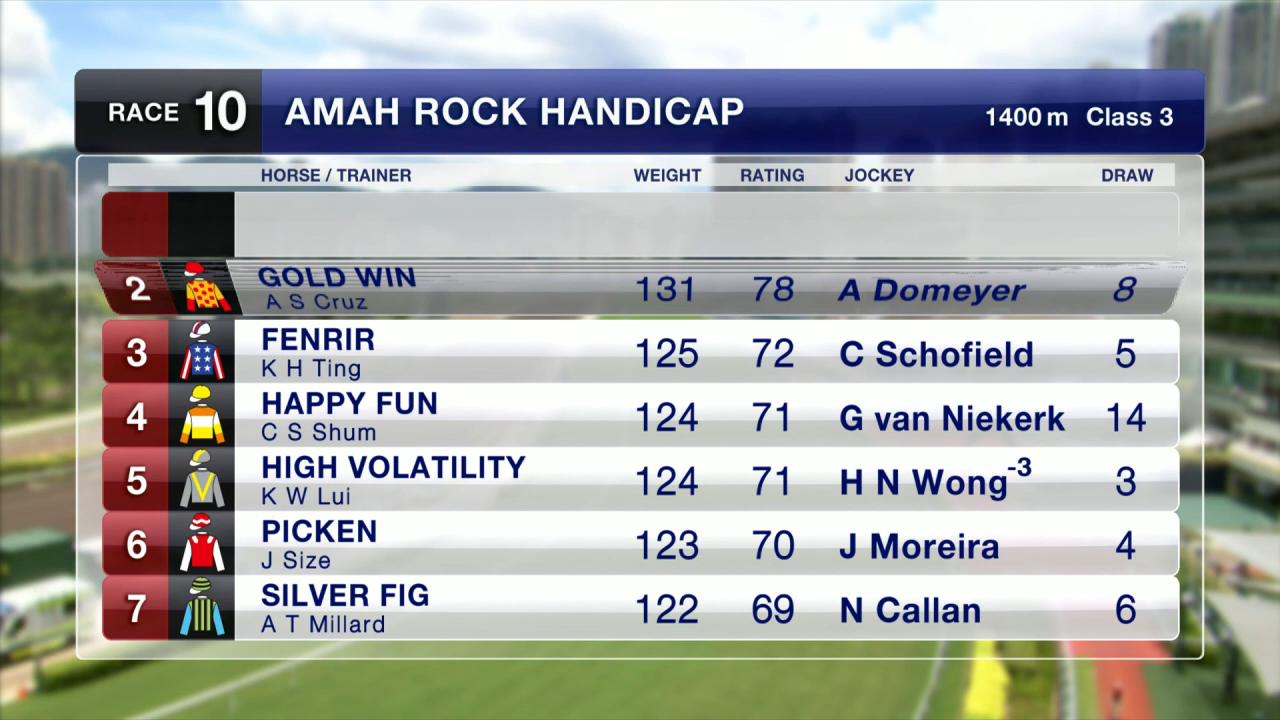 RACE 10 AMAH ROCK HANDICAP 1400 m Class 3
HORSE / TRAINER WEIGHT RATING JOCKEY DRAW
2 GOLD WIN 131 78 A Domeyer 8
A S Cruz
3 FENRIR 125 72 C Schofield 5
K H Ting
4 HAPPY FUN 124 71 G van Niekerk 14
C S Shum
5 HIGH VOLATILITY 124 71 H N Wong-3 3
K W Lui
6 PICKEN 123 70 J Moreira 4
J Size
7 SILVER FIG 122 69 N Callan 6
A T Millard